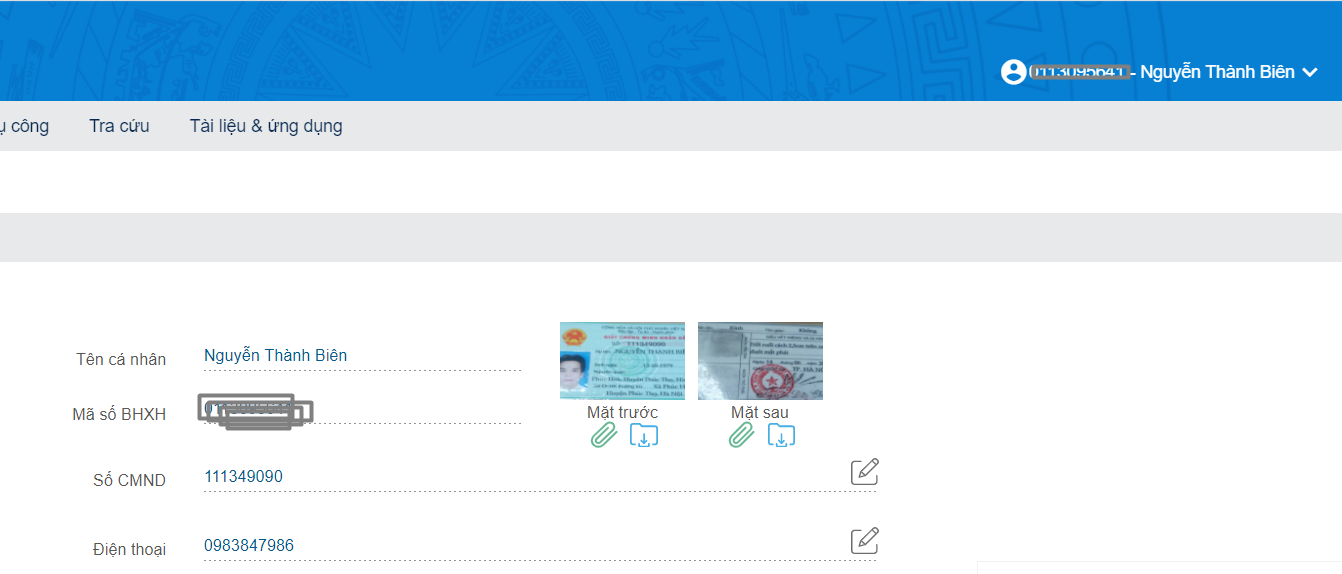 - Nguyễn Thành Biên
ụ công
Tra cứu
Tài liệu & ứng dụng
Tên cá nhân
Nguyễn Thành Biên
Mặt trước
Mặt sau
Mã số BHXH
Số CMND
111349090
Điện thoại
0983847986